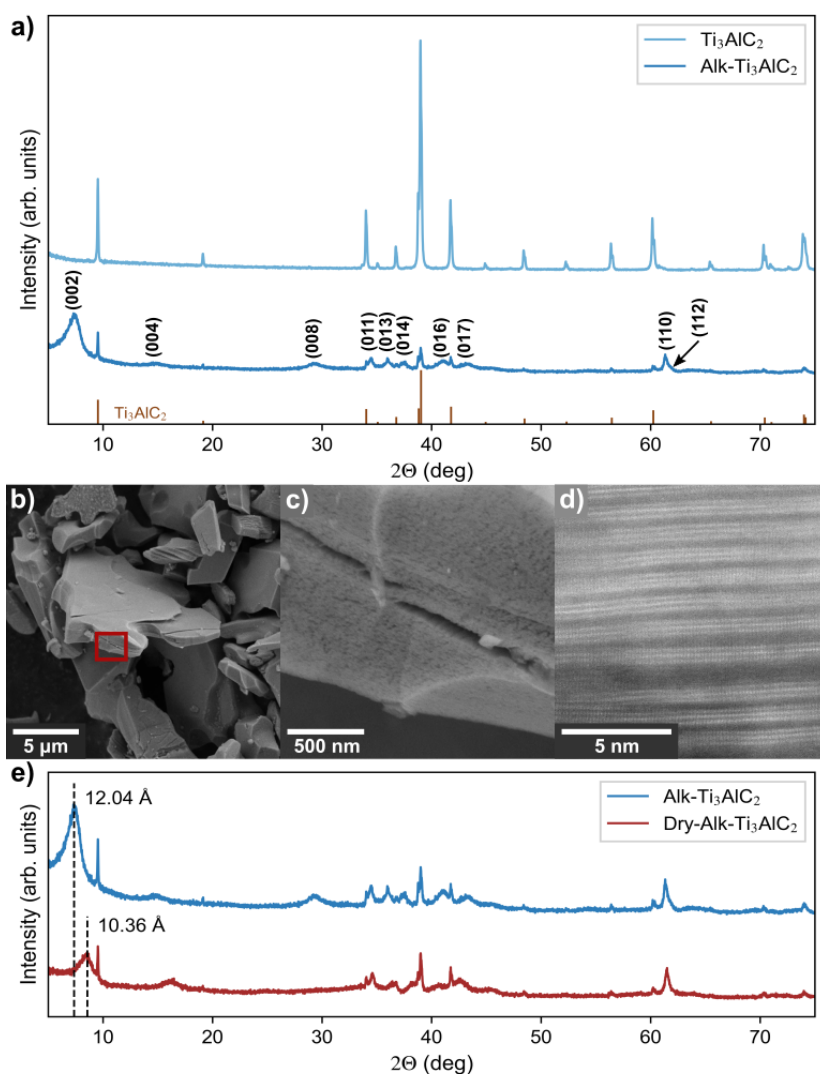 a)
Ti₃AlC₂
Alk-Ti₃AlC₂
Intensity (arb. units)
(002)
(004)
(008)
(011)
(013)
(014)
(016)
(017)
(110)
(112)
Ti₃AlC₂
10 20 30 40 50 60 70
2Θ (deg)
b)
5 µm
c)
500 nm
d)
5 nm
e)
12.04 Å
Alk-Ti₃AlC₂
Dry-Alk-Ti₃AlC₂
Intensity (arb. units)
10.36 Å
10 20 30 40 50 60 70
2Θ (deg)